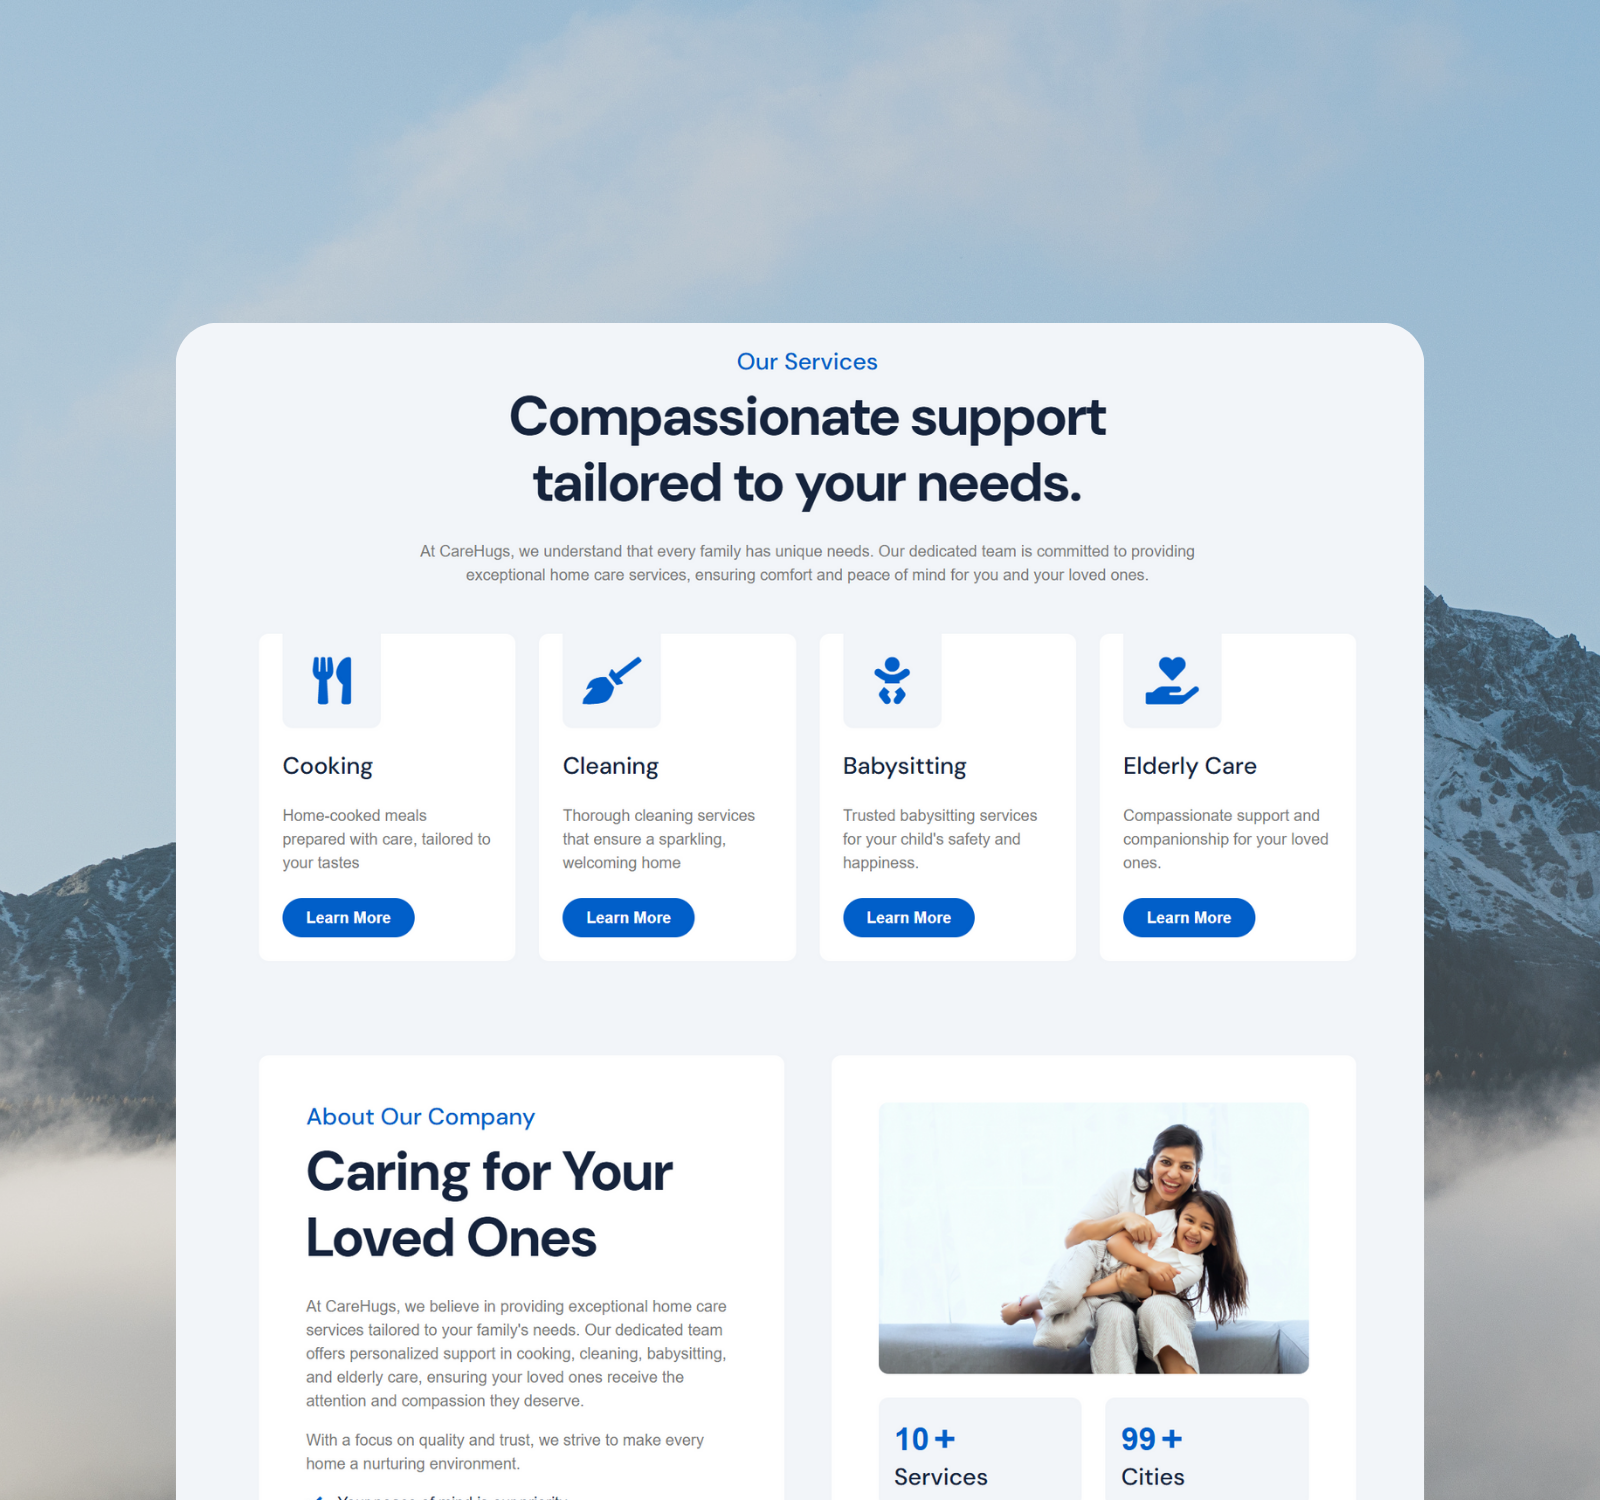 Our Services
Compassionate support
tailored to your needs.
At CareHugs, we understand that every family has unique needs. Our dedicated team is committed to providing
exceptional home care services, ensuring comfort and peace of mind for you and your loved ones.
Cooking
Home-cooked meals
prepared with care, tailored to
your tastes
Learn More
Cleaning
Thorough cleaning services
that ensure a sparkling,
welcoming home
Learn More
Babysitting
Trusted babysitting services
for your child's safety and
happiness.
Learn More
Elderly Care
Compassionate support and
companionship for your loved
ones.
Learn More
About Our Company
Caring for Your
Loved Ones
At CareHugs, we believe in providing exceptional home care
services tailored to your family's needs. Our dedicated team
offers personalized support in cooking, cleaning, babysitting,
and elderly care, ensuring your loved ones receive the
attention and compassion they deserve.
With a focus on quality and trust, we strive to make every
home a nurturing environment.
Your peace of mind is our priority
10 +
Services
99 +
Cities